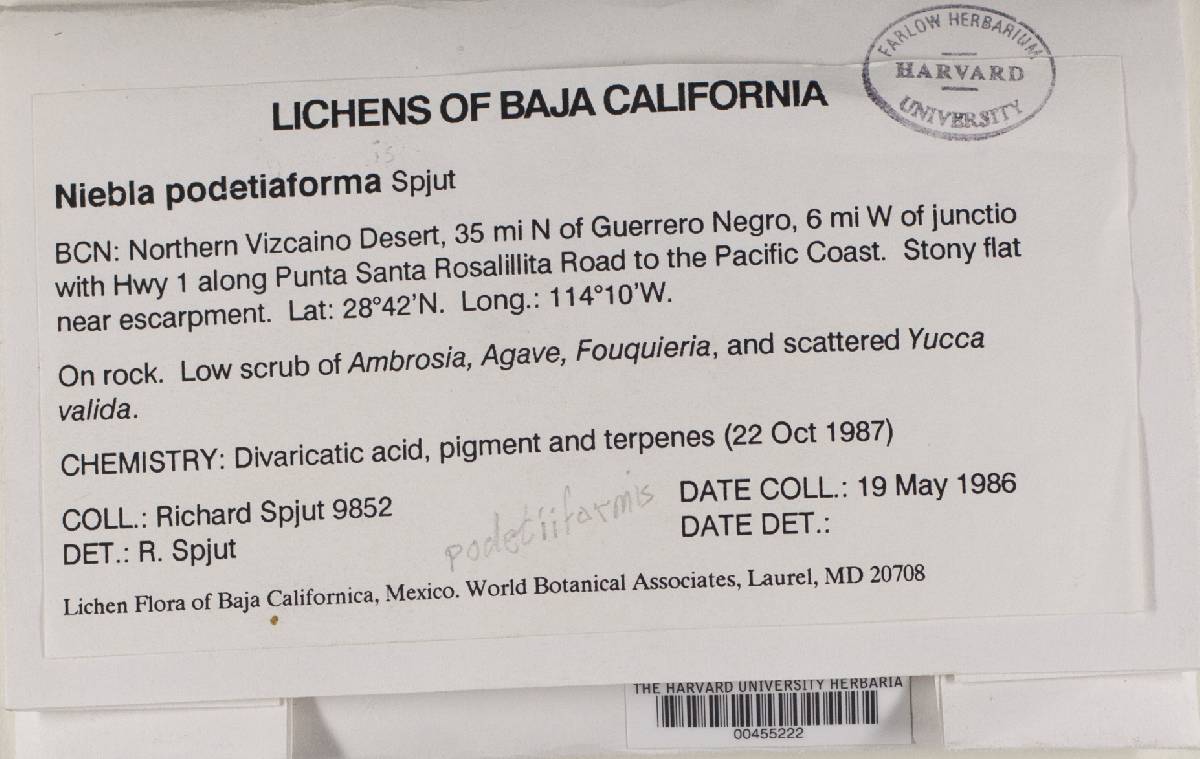 FARLOW HERBARIUM
HARVARD
UNIVERSITY
LICHENS OF BAJA CALIFORNIA
is
Niebla podetiaforma Spjut
BCN: Northern Vizcaino Desert, 35 mi N of Guerrero Negro, 6 mi W of junctio
with Hwy 1 along Punta Santa Rosalillita Road to the Pacific Coast. Stony flat
near escarpment. Lat: 28°42'N. Long.: 114°10'W.
On rock. Low scrub of Ambrosia, Agave, Fouquieria, and scattered Yucca
valida.
CHEMISTRY: Divaricatic acid, pigment and terpenes (22 Oct 1987)
COLL.: Richard Spjut 9852
DATE COLL.: 19 May 1986
DET.: R. Spjut
podetiiformis
DATE DET.:
Lichen Flora of Baja Californica, Mexico. World Botanical Associates, Laurel, MD 20708
THE HARVARD UNIVERSITY HERBARIA
00455222